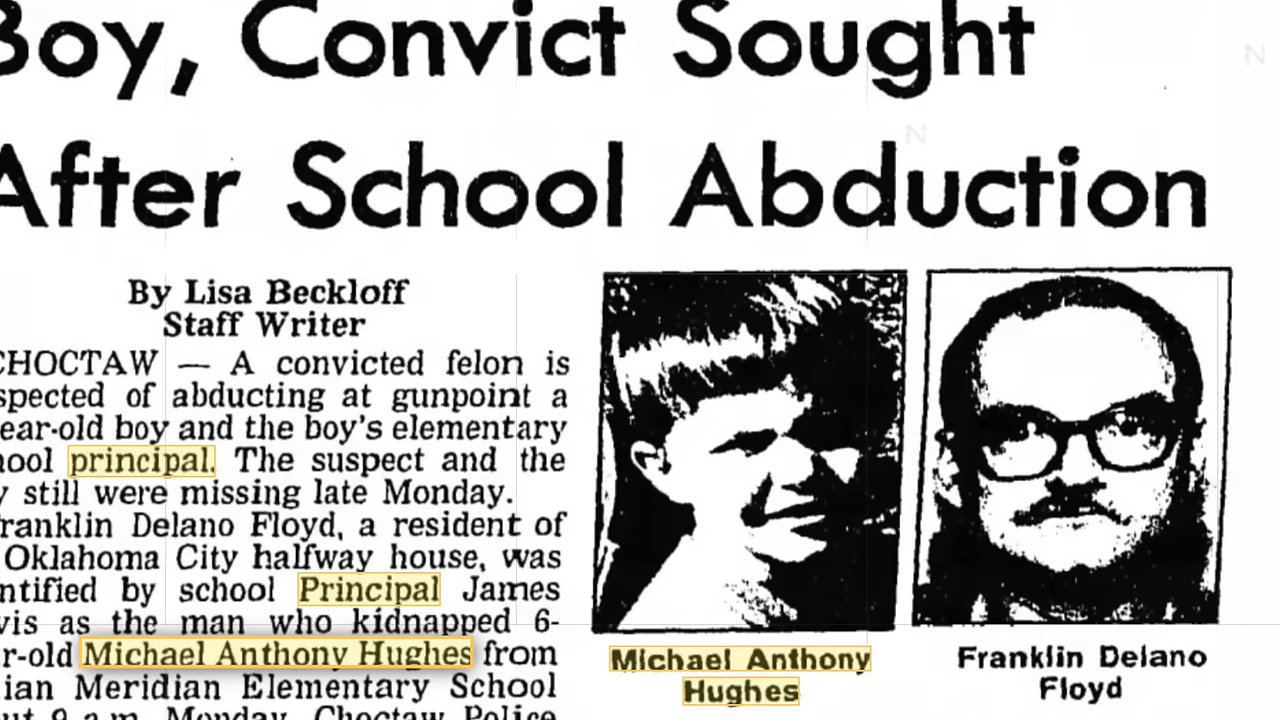 Boy, Convict Sought
After School Abduction
By Lisa Beckloff
Staff Writer
CHOCTAW — A convicted felon is
spected of abducting at gunpoint a
ear-old boy and the boy's elementary
hool principal. The suspect and the
y still were missing late Monday.
ranklin Delano Floyd, a resident of
Oklahoma City halfway house, was
ntified by school Principal James
vis as the man who kidnapped 6-
r-old Michael Anthony Hughes from
ian Meridian Elementary School
ut 9 a.m. Monday, Choctaw Police
Michael Anthony
Hughes
Franklin Delano
Floyd
N
N